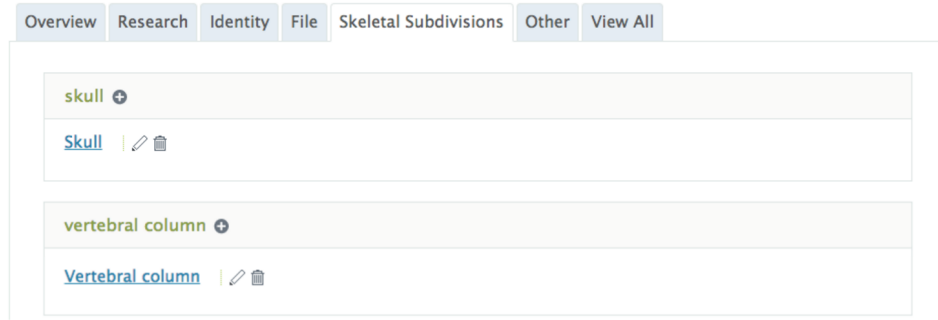 Overview Research Identity File Skeletal Subdivisions Other View All
skull
Skull
vertebral column
Vertebral column